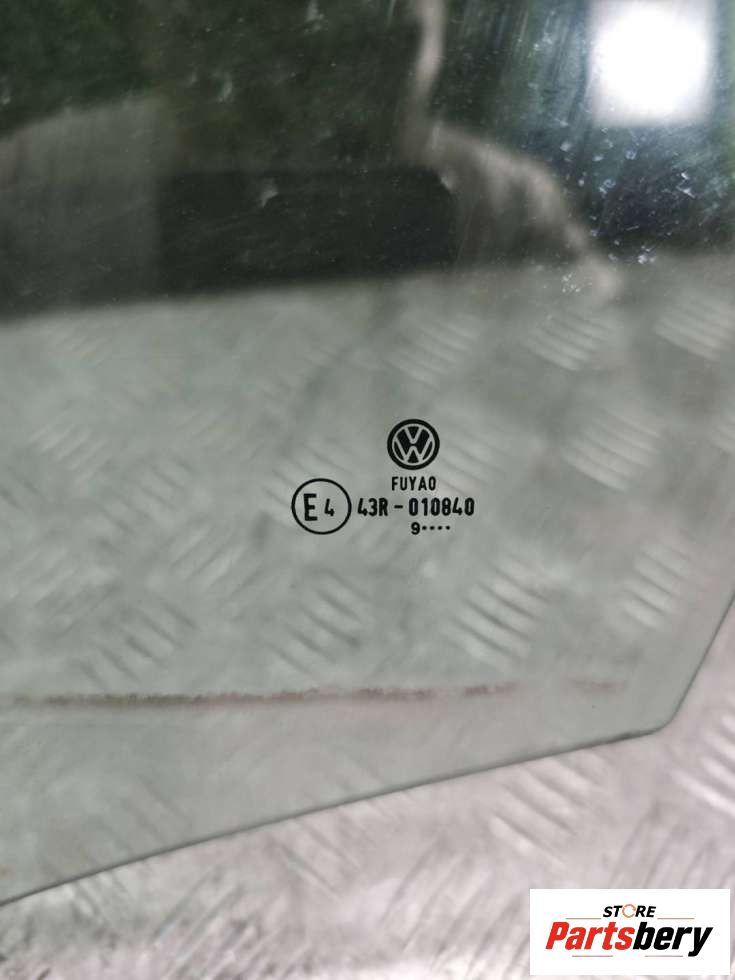 FUYAO
E4 43R-010840
9••••
STORE
Partsbery